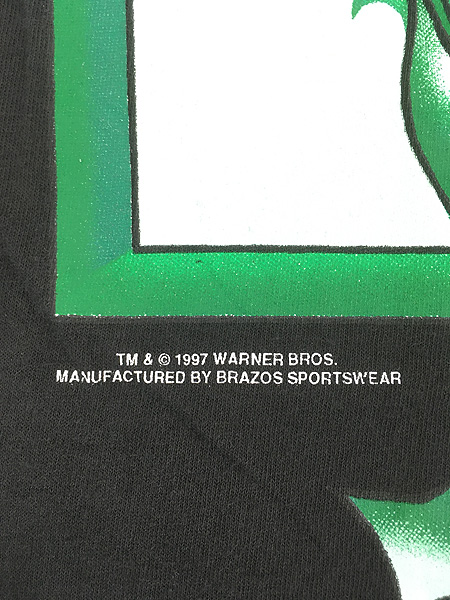 TM & © 1997 WARNER BROS.
MANUFACTURED BY BRAZOS SPORTSWEAR